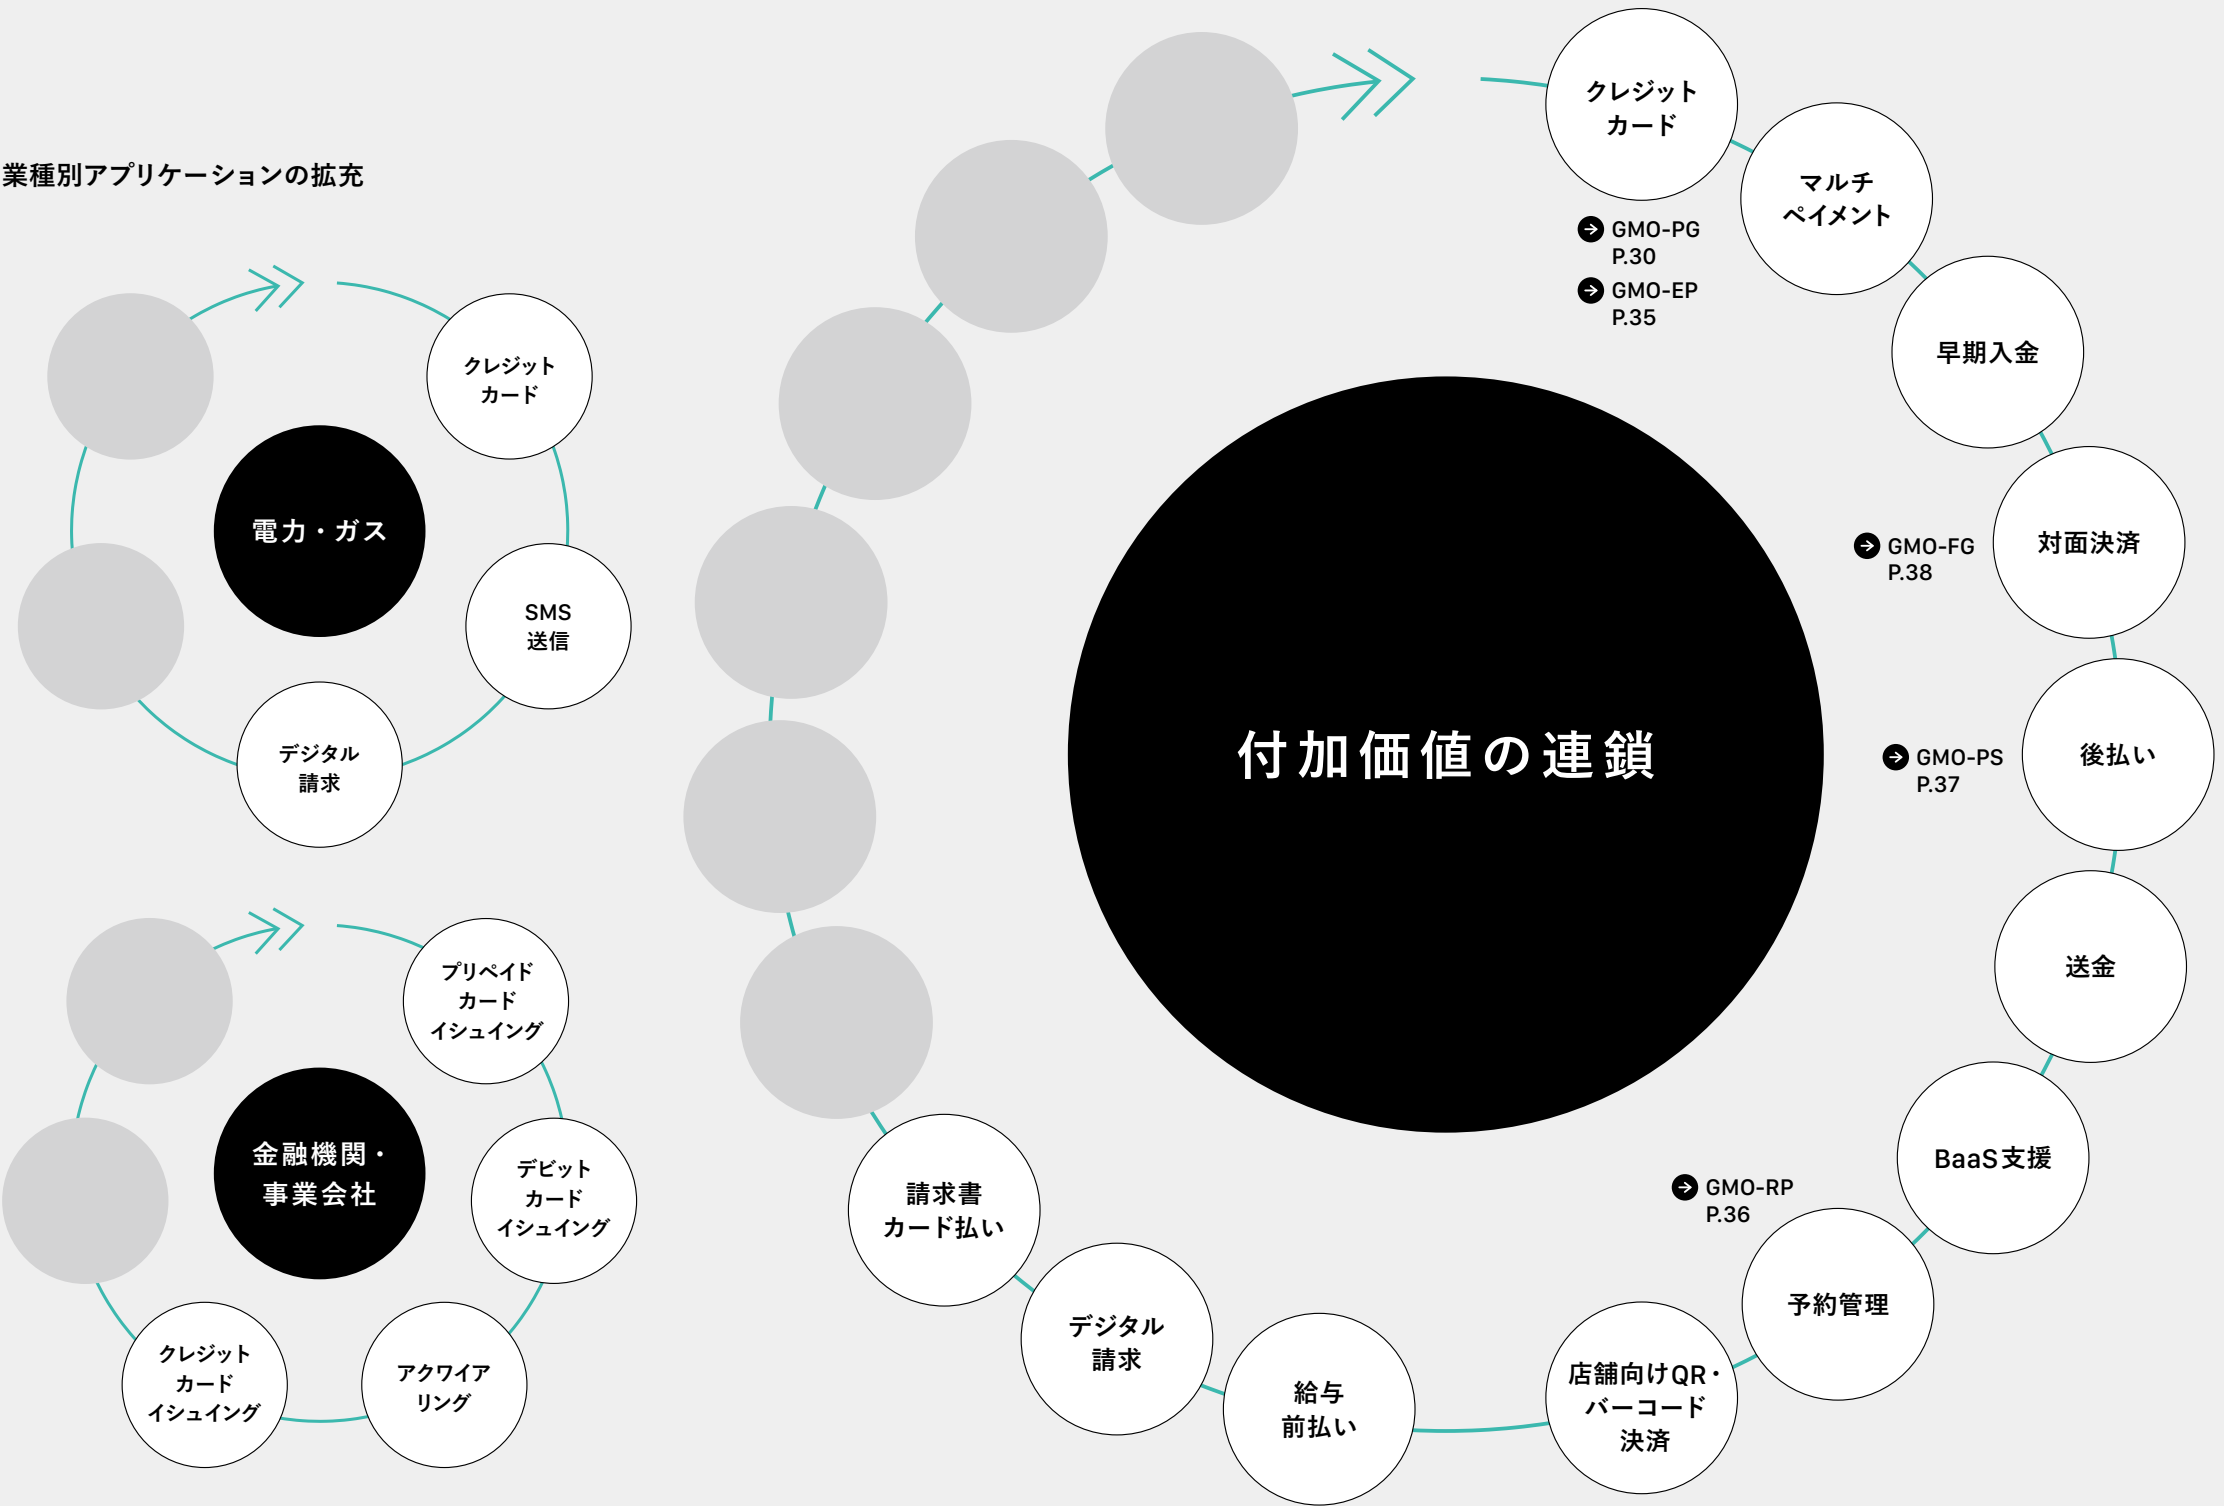 業種別アプリケーションの拡充
電力・ガス
クレジット
カード
SMS
送信
デジタル
請求
金融機関・
事業会社
プリペイド
カード
イシュイング
デビット
カード
イシュイング
アクワイア
リング
クレジット
カード
イシュイング
付加価値の連鎖
クレジット
カード
GMO-PG
P.30
GMO-EP
P.35
マルチ
ペイメント
早期入金
対面決済
GMO-FG
P.38
後払い
GMO-PS
P.37
送金
BaaS支援
GMO-RP
P.36
予約管理
店舗向けQR・
バーコード
決済
給与
前払い
デジタル
請求
請求書
カード払い